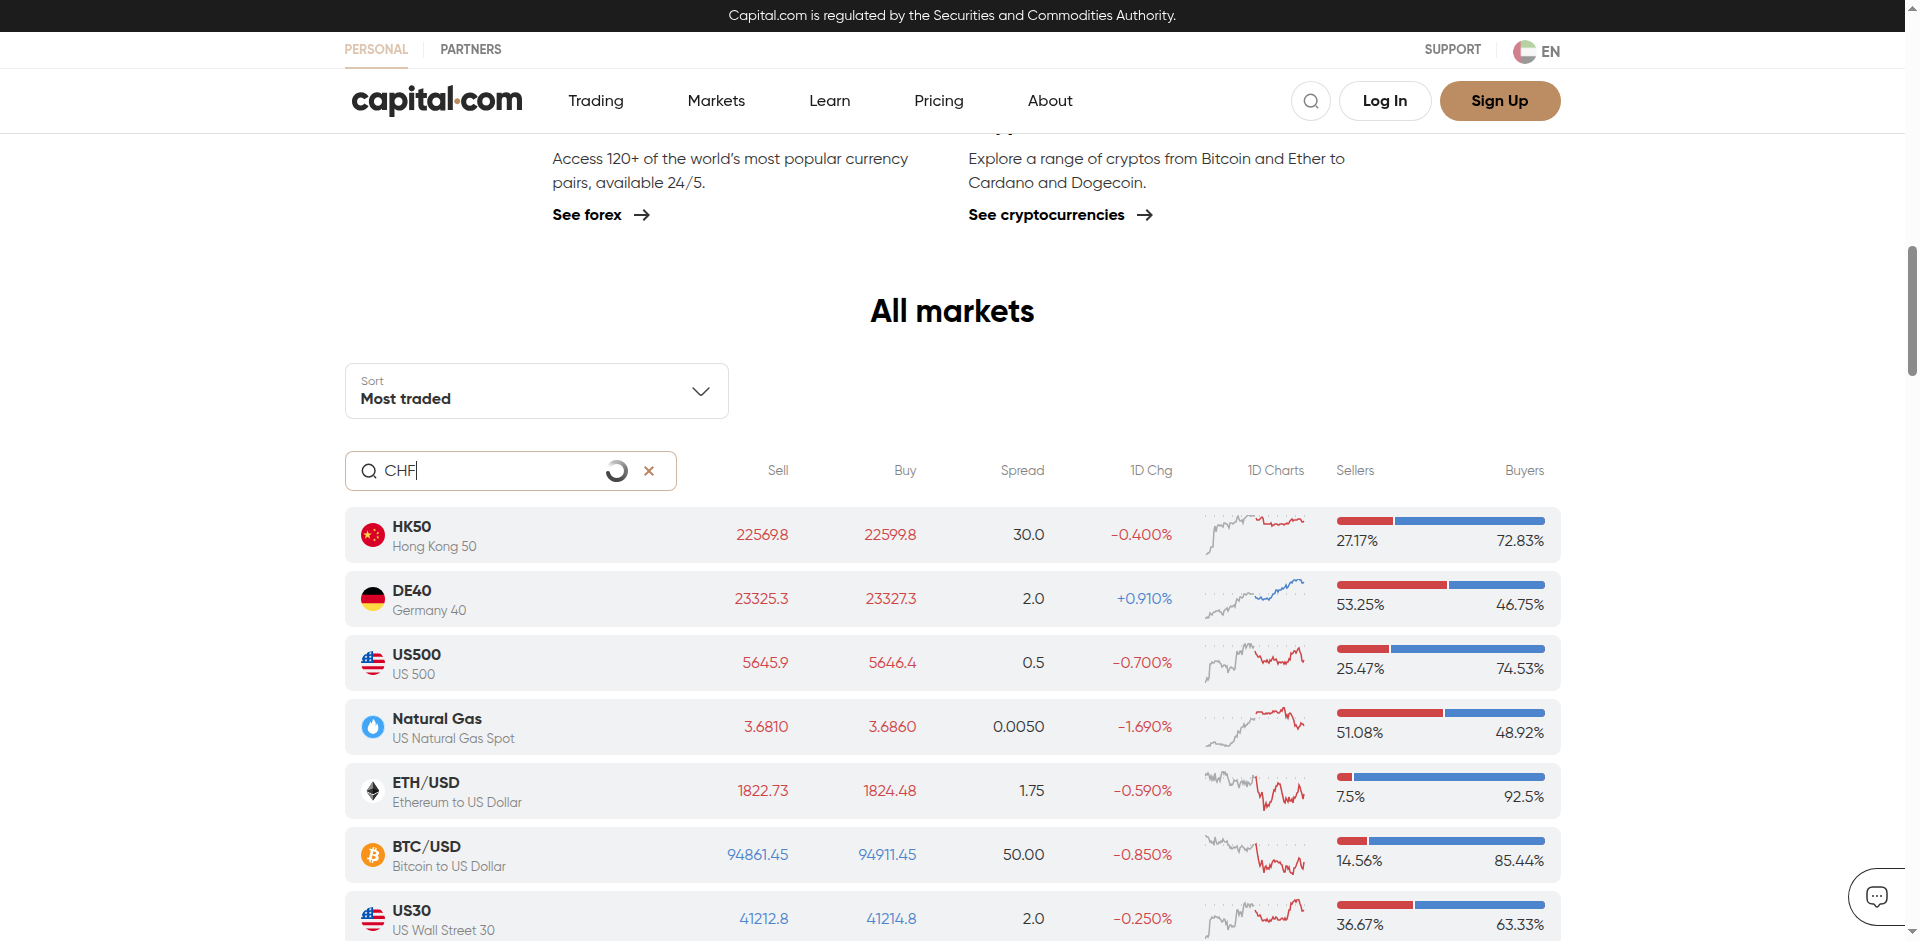 Capital.com is regulated by the Securities and Commodities Authority.
PERSONAL PARTNERS SUPPORT EN
capital.com Trading Markets Learn Pricing About Log In Sign Up
Access 120+ of the world's most popular currency
pairs, available 24/5.
See forex
Explore a range of cryptos from Bitcoin and Ether to
Cardano and Dogecoin.
See cryptocurrencies
All markets
Sort
Most traded
CHF Sell Buy Spread 1D Chg 1D Charts Sellers Buyers
HK50
Hong Kong 50
22569.8 22599.8 30.0 -0.400% 27.17% 72.83%
DE40
Germany 40
23325.3 23327.3 2.0 +0.910% 53.25% 46.75%
US500
US 500
5645.9 5646.4 0.5 -0.700% 25.47% 74.53%
Natural Gas
US Natural Gas Spot
3.6810 3.6860 0.0050 -1.690% 51.08% 48.92%
ETH/USD
Ethereum to US Dollar
1822.73 1824.48 1.75 -0.590% 7.5% 92.5%
BTC/USD
Bitcoin to US Dollar
94861.45 94911.45 50.00 -0.850% 14.56% 85.44%
US30
US Wall Street 30
41212.8 41214.8 2.0 -0.250% 36.67% 63.33%